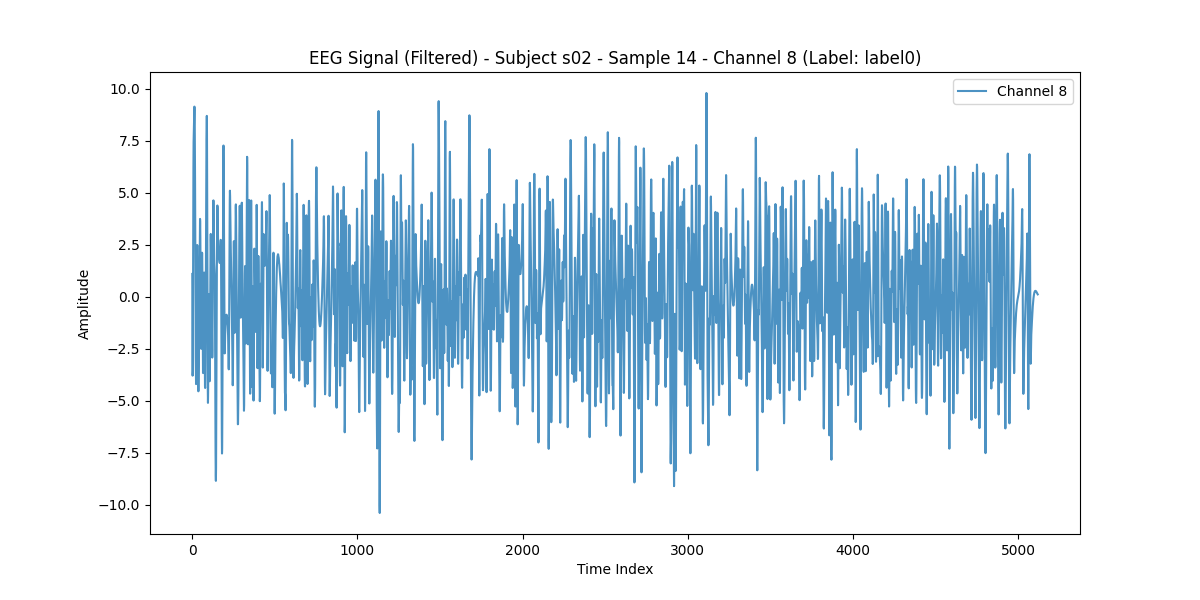 EEG Signal (Filtered) - Subject s02 - Sample 14 - Channel 8 (Label: label0)
Channel 8
10.0
7.5
5.0
2.5
0.0
−2.5
−5.0
−7.5
−10.0
Amplitude
0 1000 2000 3000 4000 5000
Time Index